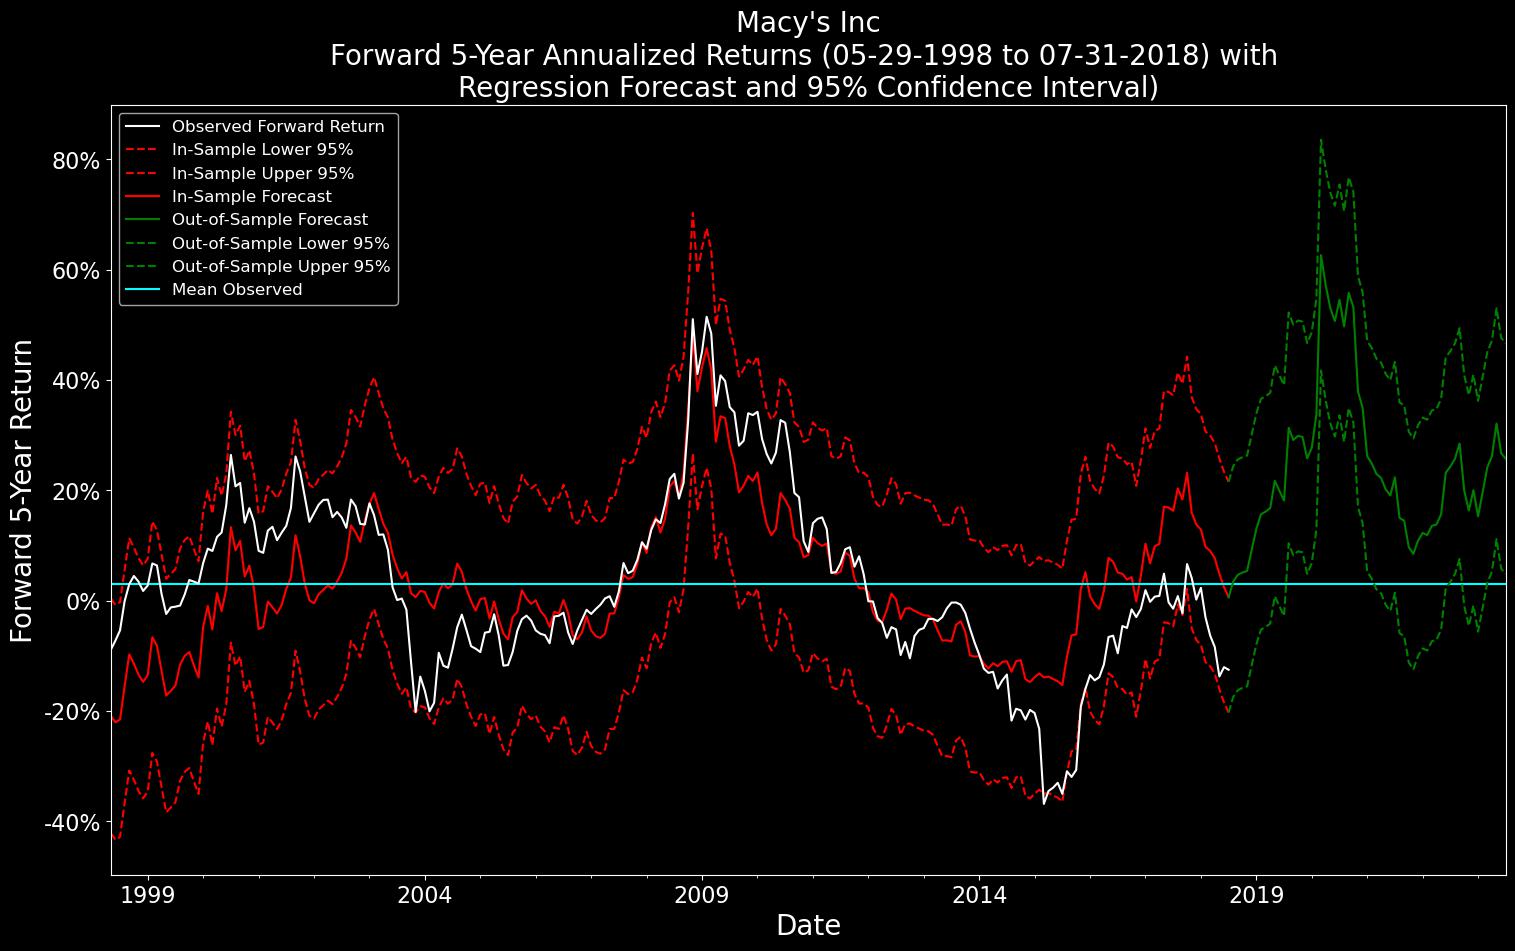 Macy's Inc
Forward 5-Year Annualized Returns (05-29-1998 to 07-31-2018) with
Regression Forecast and 95% Confidence Interval)
Observed Forward Return
In-Sample Lower 95%
In-Sample Upper 95%
In-Sample Forecast
Out-of-Sample Forecast
Out-of-Sample Lower 95%
Out-of-Sample Upper 95%
Mean Observed
Forward 5-Year Return
80%
60%
40%
20%
0%
-20%
-40%
1999 2004 2009 2014 2019
Date